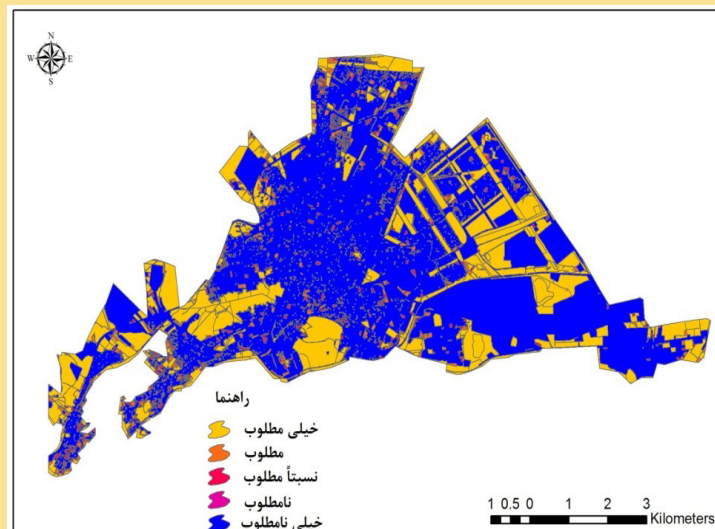 N
W E
S
راهنما
خیلی مطلوب
مطلوب
نسبتاً مطلوب
نامطلوب
خیلی نامطلوب
1 0.5 0 1 2 3
Kilometers